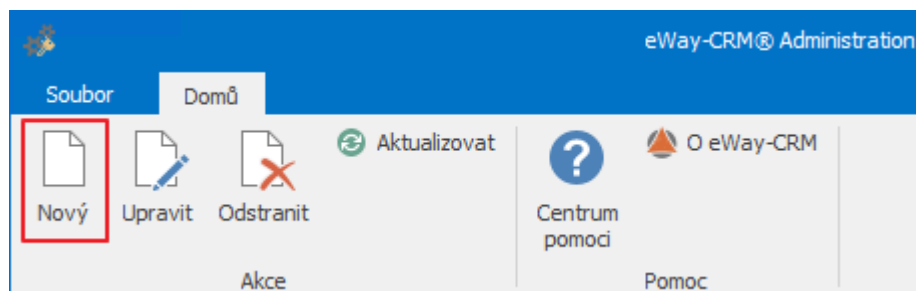 eWay-CRM® Administration
Soubor Domů
Nový Upravit Odstranit Aktualizovat
Centrum
pomoci
O eWay-CRM
Akce Pomoc